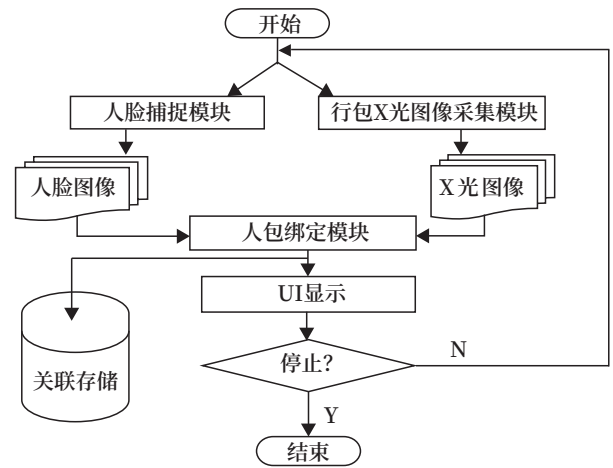 开始
人脸捕捉模块
行包X光图像采集模块
人脸图像
X光图像
人包绑定模块
UI显示
关联存储
停止?
N
Y
结束